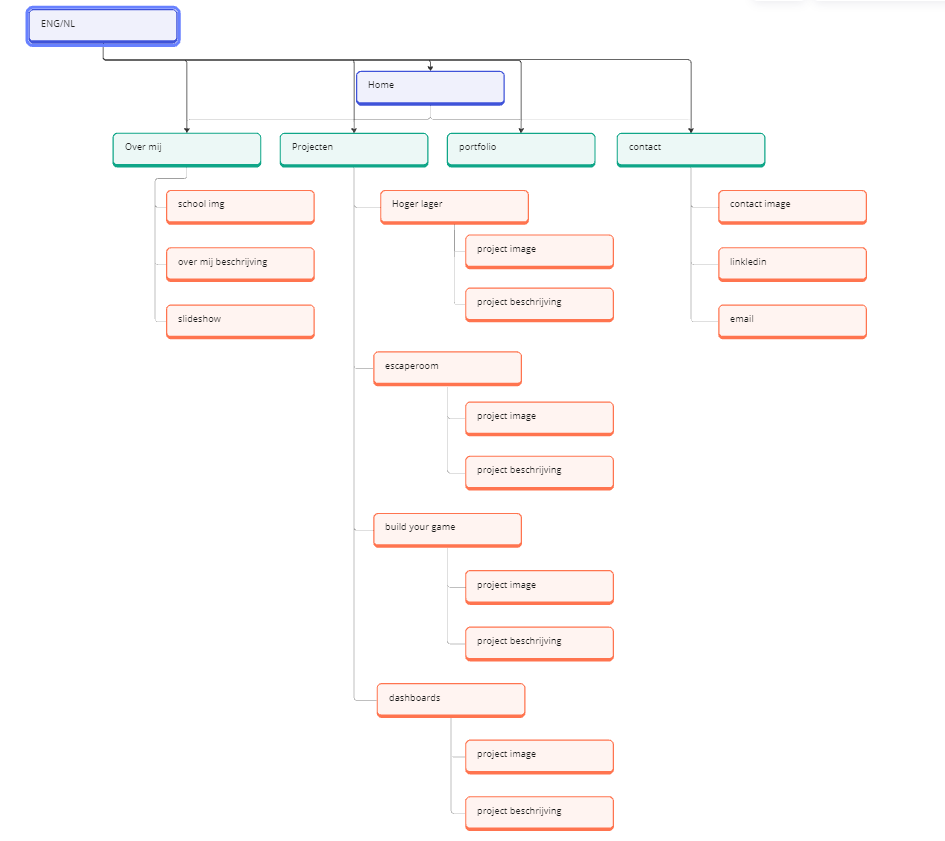 ENG/NL
Home
Over mij
Projecten
portfolio
contact
school img
over mij beschrijving
slideshow
Hoger lager
project image
project beschrijving
escaperoom
project image
project beschrijving
build your game
project image
project beschrijving
dashboards
project image
project beschrijving
contact image
linkledin
email